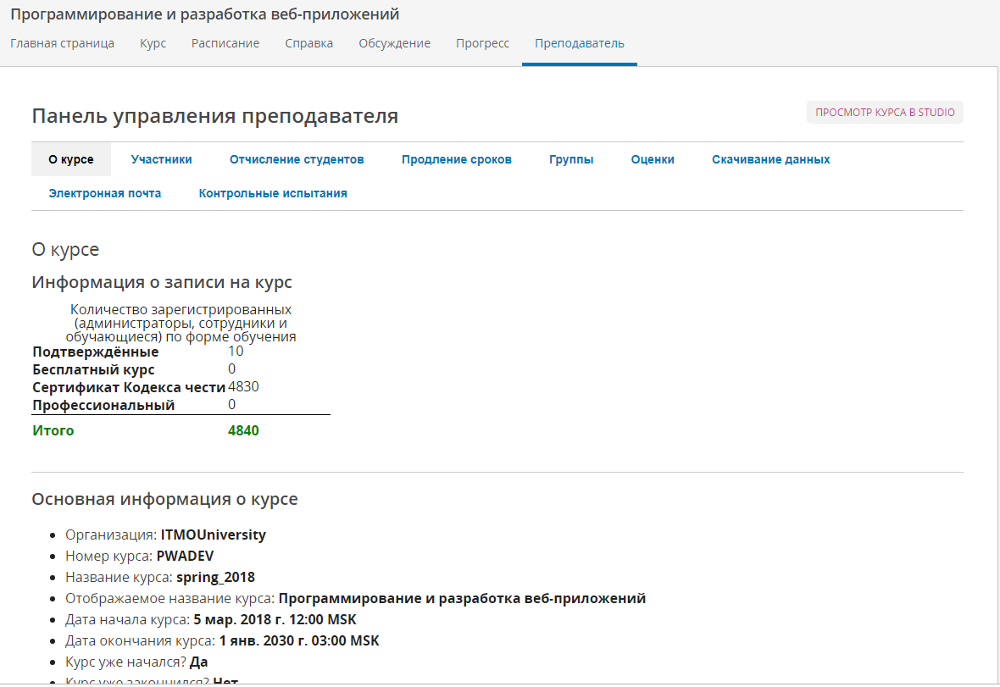 Программирование и разработка веб-приложений
Главная страница Курс Расписание Справка Обсуждение Прогресс Преподаватель
Панель управления преподавателя
ПРОСМОТР КУРСА В STUDIO
О курсе Участники Отчисление студентов Продление сроков Группы Оценки Скачивание данных
Электронная почта Контрольные испытания
О курсе
Информация о записи на курс
Количество зарегистрированных
(администраторы, сотрудники и
обучающиеся) по форме обучения
Подтверждённые 10
Бесплатный курс 0
Сертификат Кодекса чести 4830
Профессиональный 0
Итого 4840
Основная информация о курсе
Организация: ITMOUniversity
Номер курса: PWADEV
Название курса: spring_2018
Отображаемое название курса: Программирование и разработка веб-приложений
Дата начала курса: 5 мар. 2018 г. 12:00 MSK
Дата окончания курса: 1 янв. 2030 г. 03:00 MSK
Курс уже начался? Да
Курс уже закончился? Нет